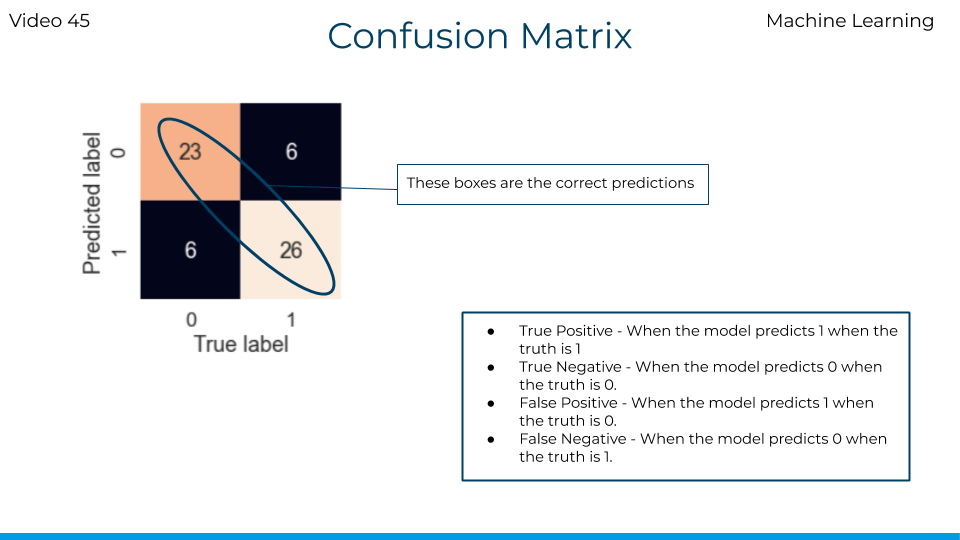 Video 45
Confusion Matrix
Machine Learning
Predicted label
0
1
23
6
6
26
0
1
True label
These boxes are the correct predictions
● True Positive - When the model predicts 1 when the
truth is 1
● True Negative - When the model predicts 0 when
the truth is 0.
● False Positive - When the model predicts 1 when
the truth is 0.
● False Negative - When the model predicts 0 when
the truth is 1.